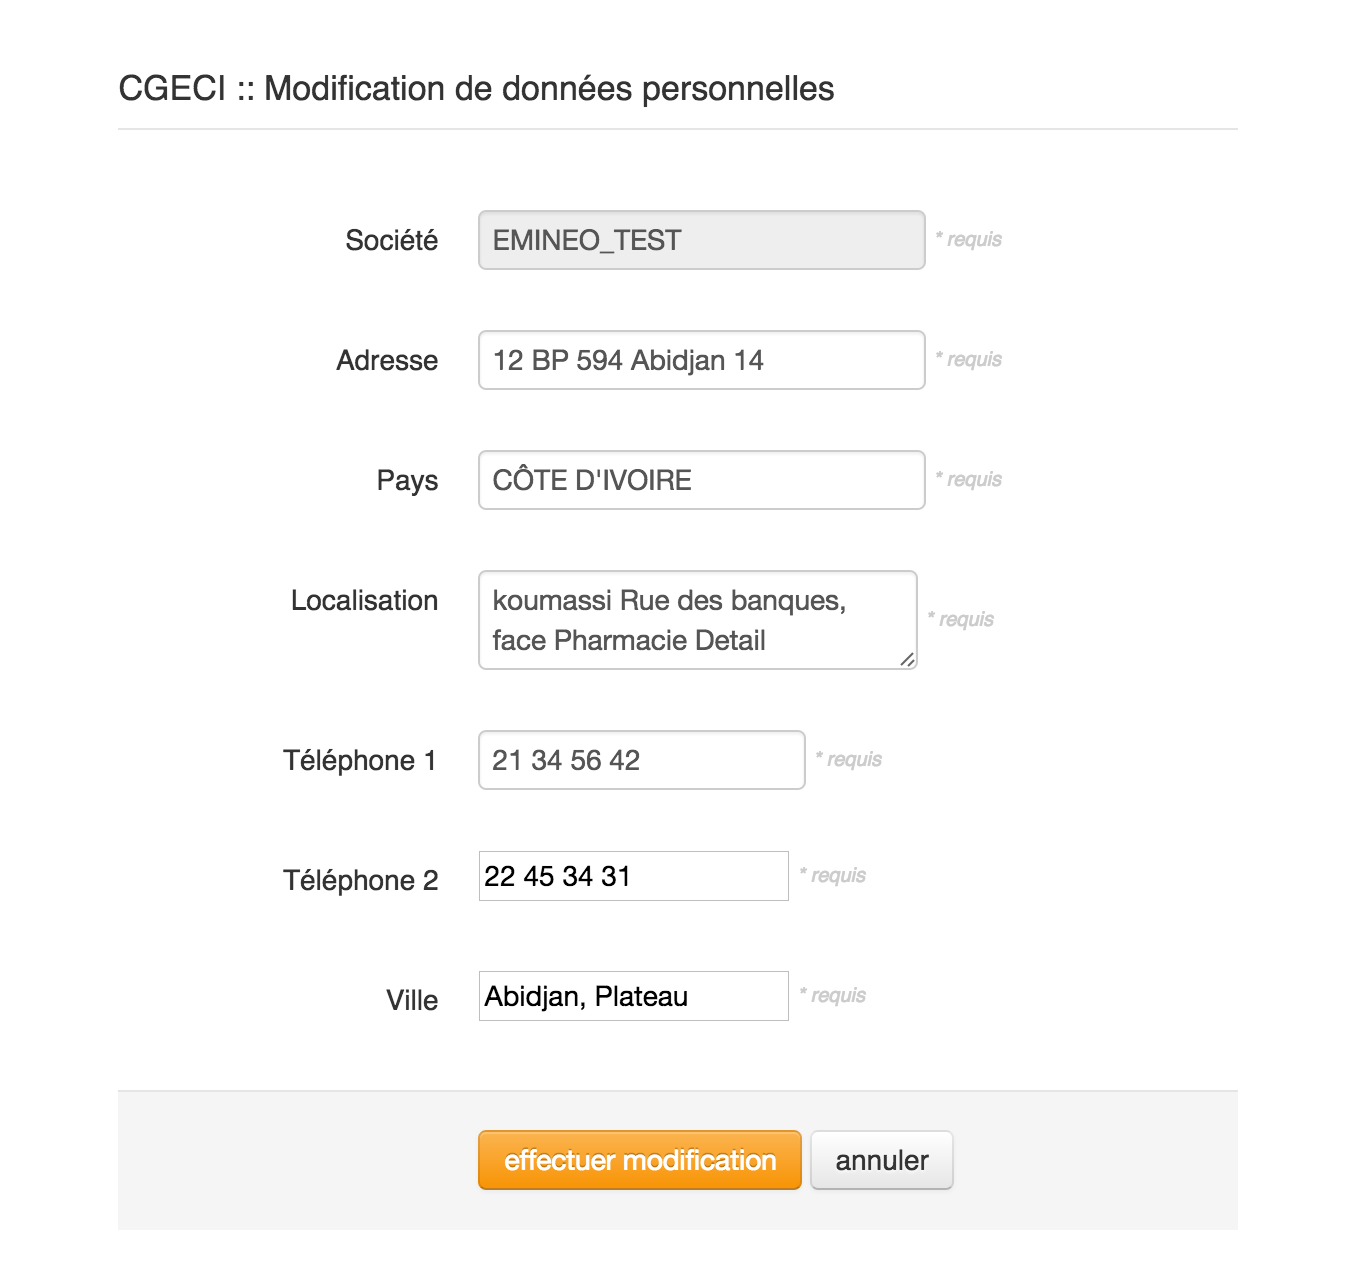 CGECI :: Modification de données personnelles
Société EMINEO_TEST * requis
Adresse 12 BP 594 Abidjan 14 * requis
Pays CÔTE D'IVOIRE * requis
Localisation koumassi Rue des banques,
face Pharmacie Detail * requis
Téléphone 1 21 34 56 42 * requis
Téléphone 2 22 45 34 31 * requis
Ville Abidjan, Plateau * requis
effectuer modification annuler